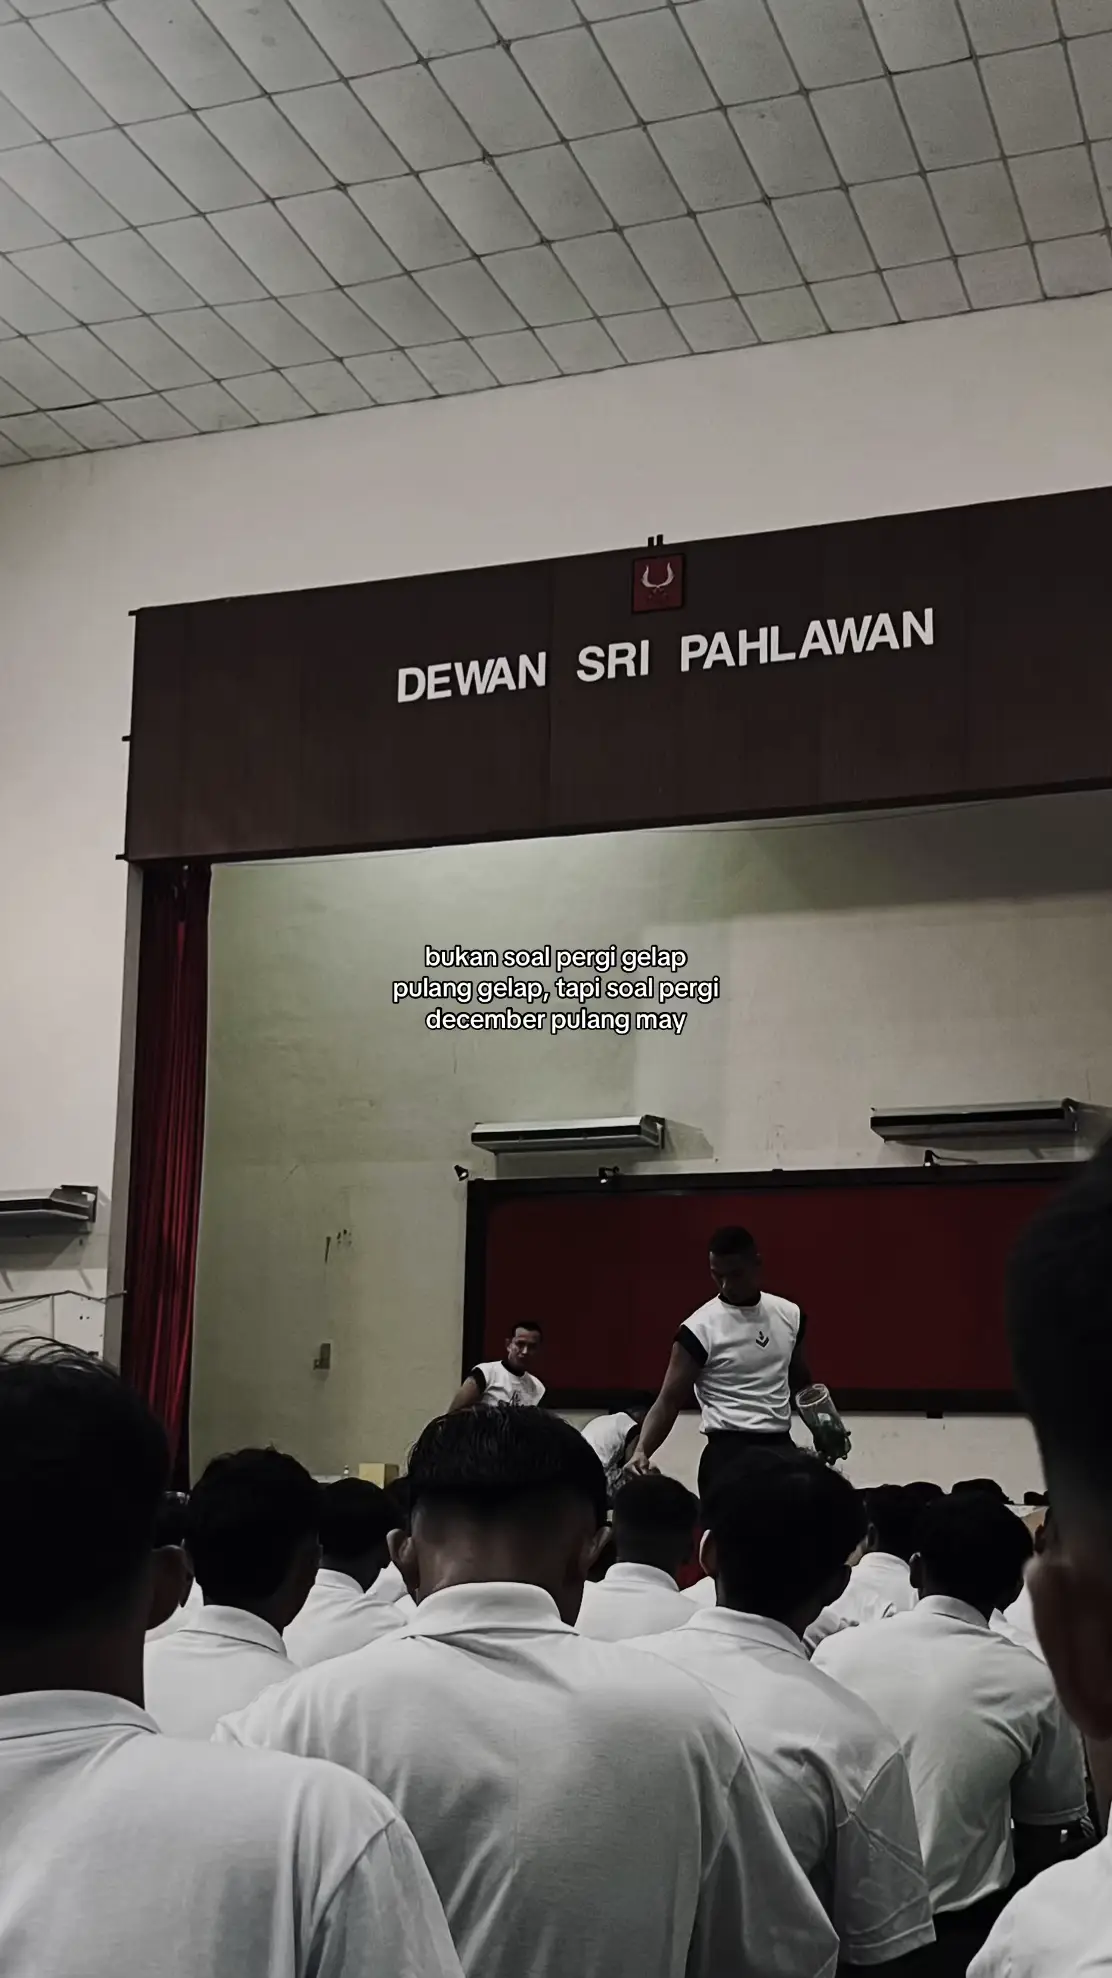 DEWAN SRI PAHLAWAN
bukan soal pergi gelap
pulang gelap, tapi soal pergi
december pulang may